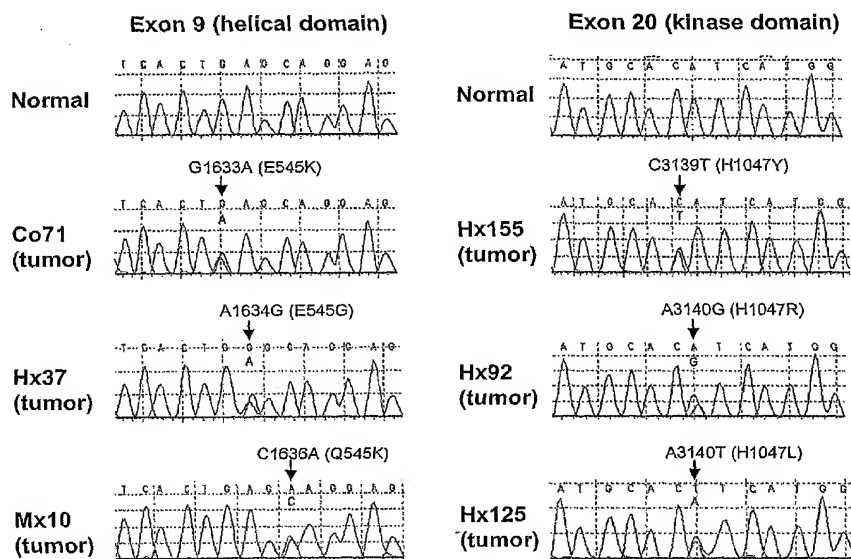 Exon 9 (helical domain)
T C A C T G A G C A G G A G
Normal
G1633A (E545K)
T C A C T G A G C A G G A G
A
Co71
(tumor)
A1634G (E545G)
T C A C T G G G C A G G A G
A
Hx37
(tumor)
C1636A (Q545K)
T C A C T G A G A A G G A G
C
Mx10
(tumor)
Exon 20 (kinase domain)
A T G C A C A T C A T G G
Normal
C3139T (H1047Y)
A T G C A C A T C A T G G
T
Hx155
(tumor)
A3140G (H1047R)
A T G C A C A T C A T G G
G
Hx92
(tumor)
A3140T (H1047L)
A T G C A C T T C A T G G
A
Hx125
(tumor)